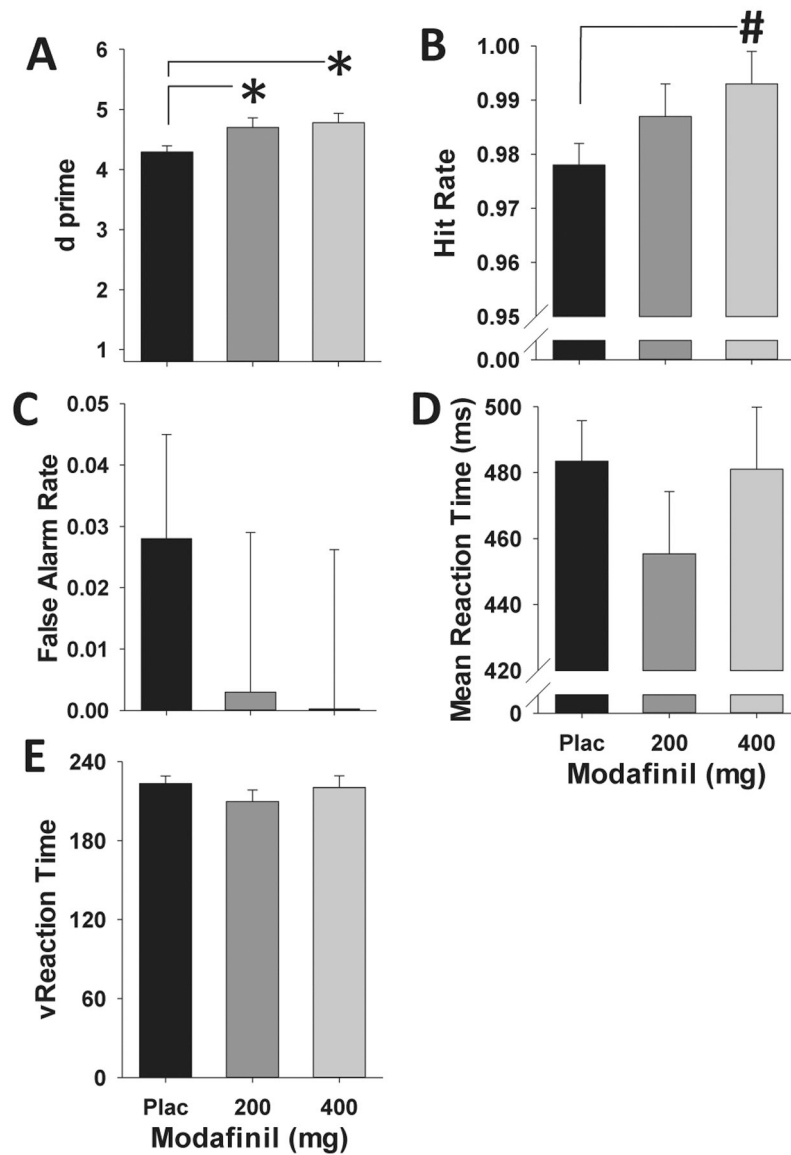 A
d prime
6
5
4
3
2
1
*
*
B
Hit Rate
1.00
0.99
0.98
0.97
0.96
0.95
0.00
#
C
False Alarm Rate
0.05
0.04
0.03
0.02
0.01
0.00
D
Mean Reaction Time (ms)
500
480
460
440
420
0
Plac 200 400
Modafinil (mg)
E
vReaction Time
240
180
120
60
0
Plac 200 400
Modafinil (mg)